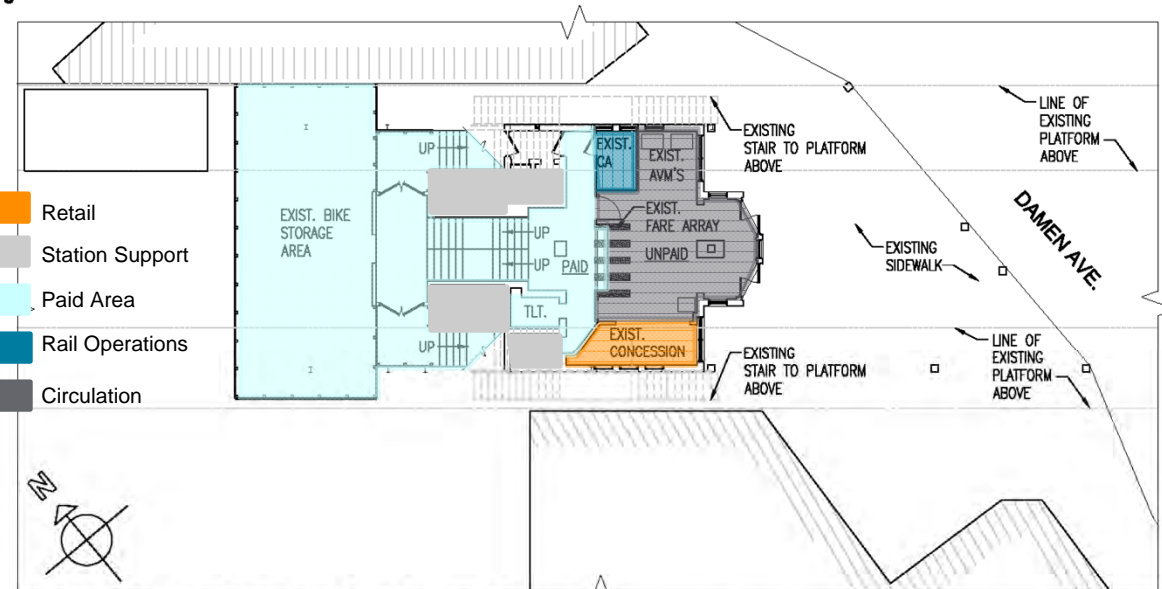 LINE OF
EXISTING
PLATFORM
ABOVE
EXISTING
STAIR TO PLATFORM
ABOVE
UP
EXIST.
CA
EXIST.
AVM'S
Retail
Station Support
Paid Area
Rail Operations
Circulation
EXIST. BIKE
STORAGE
AREA
EXIST.
FARE ARRAY
UP
UP
PAID
UNPAID
DAMEN AVE.
EXISTING
SIDEWALK
TLT.
UP
EXIST.
CONCESSION
EXISTING
STAIR TO PLATFORM
ABOVE
LINE OF
EXISTING
PLATFORM
ABOVE
N